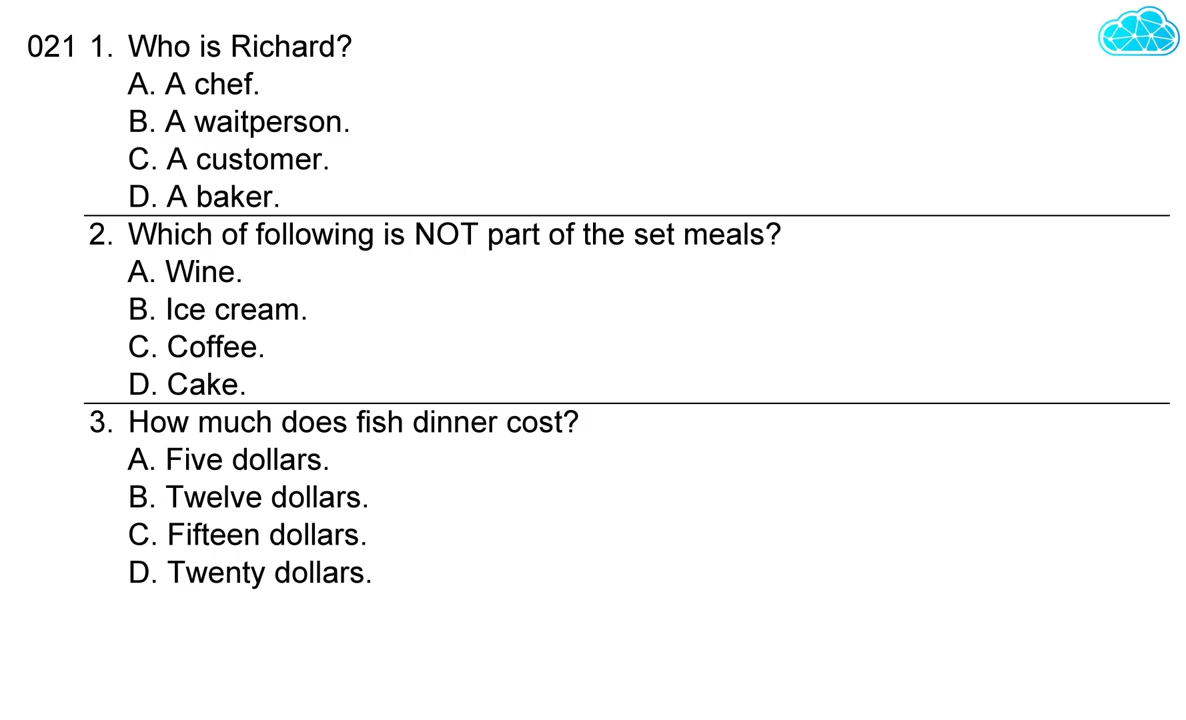 021 1. Who is Richard?
A. A chef.
B. A waitperson.
C. A customer.
D. A baker.
2. Which of following is NOT part of the set meals?
A. Wine.
B. Ice cream.
C. Coffee.
D. Cake.
3. How much does fish dinner cost?
A. Five dollars.
B. Twelve dollars.
C. Fifteen dollars.
D. Twenty dollars.